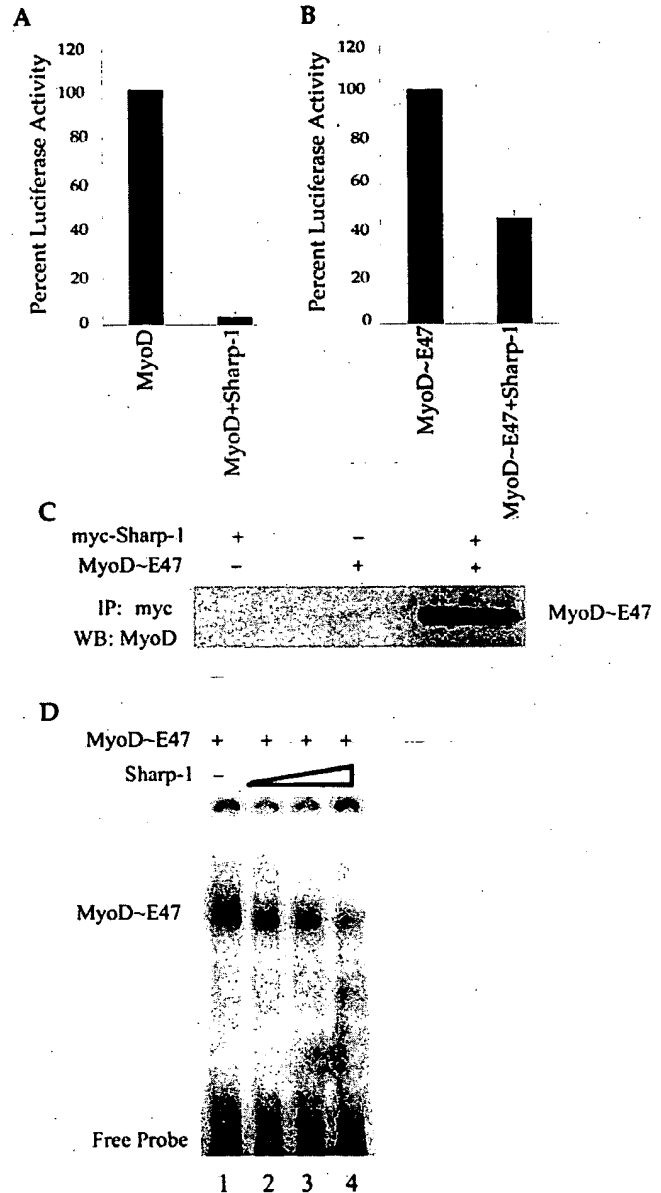 A
120
100
80
60
40
20
0
Percent Luciferase Activity
MyoD
MyoD+Sharp-1
B
120
100
80
60
40
20
0
Percent Luciferase Activity
MyoD~E47
MyoD~E47+Sharp-1
C
myc-Sharp-1 + – +
MyoD~E47 – + +
IP: myc
WB: MyoD
MyoD~E47
D
MyoD~E47 + + + +
Sharp-1 –
MyoD~E47
Free Probe
1 2 3 4